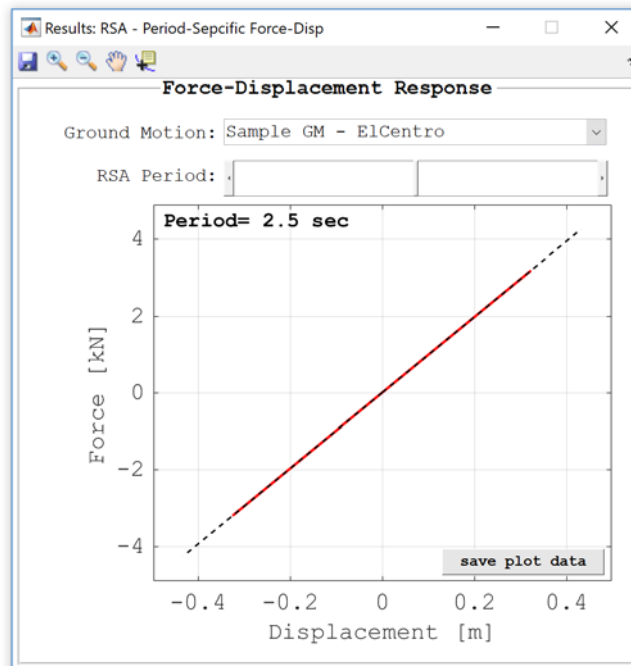 Results: RSA - Period-Sepcific Force-Disp
Force-Displacement Response
Ground Motion: Sample GM - ElCentro
RSA Period:
Period= 2.5 sec
4
2
0
-2
-4
Force [kN]
save plot data
-0.4 -0.2 0 0.2 0.4
Displacement [m]